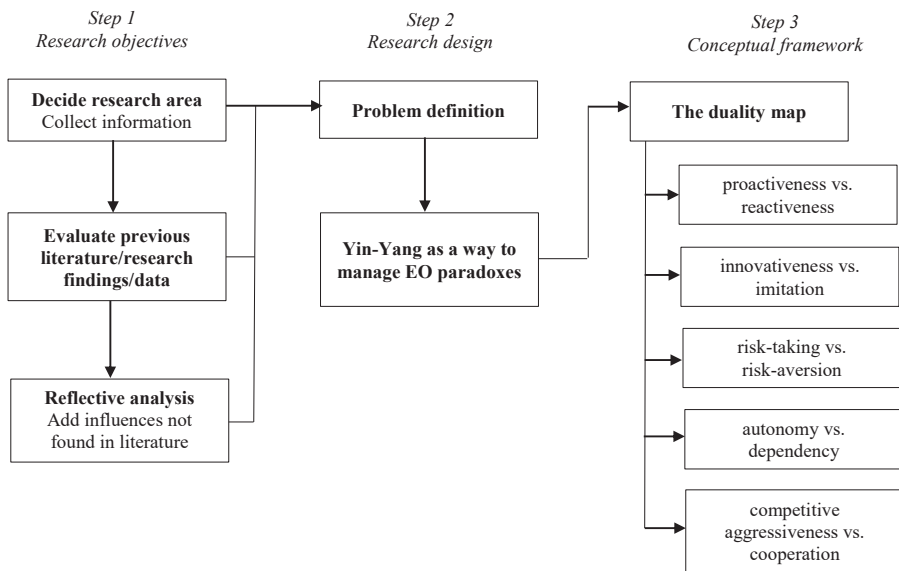 Step 1
Research objectives
Decide research area
Collect information
Evaluate previous
literature/research
findings/data
Reflective analysis
Add influences not
found in literature
Step 2
Research design
Problem definition
Yin-Yang as a way to
manage EO paradoxes
Step 3
Conceptual framework
The duality map
proactiveness vs.
reactiveness
innovativeness vs.
imitation
risk-taking vs.
risk-aversion
autonomy vs.
dependency
competitive
aggressiveness vs.
cooperation